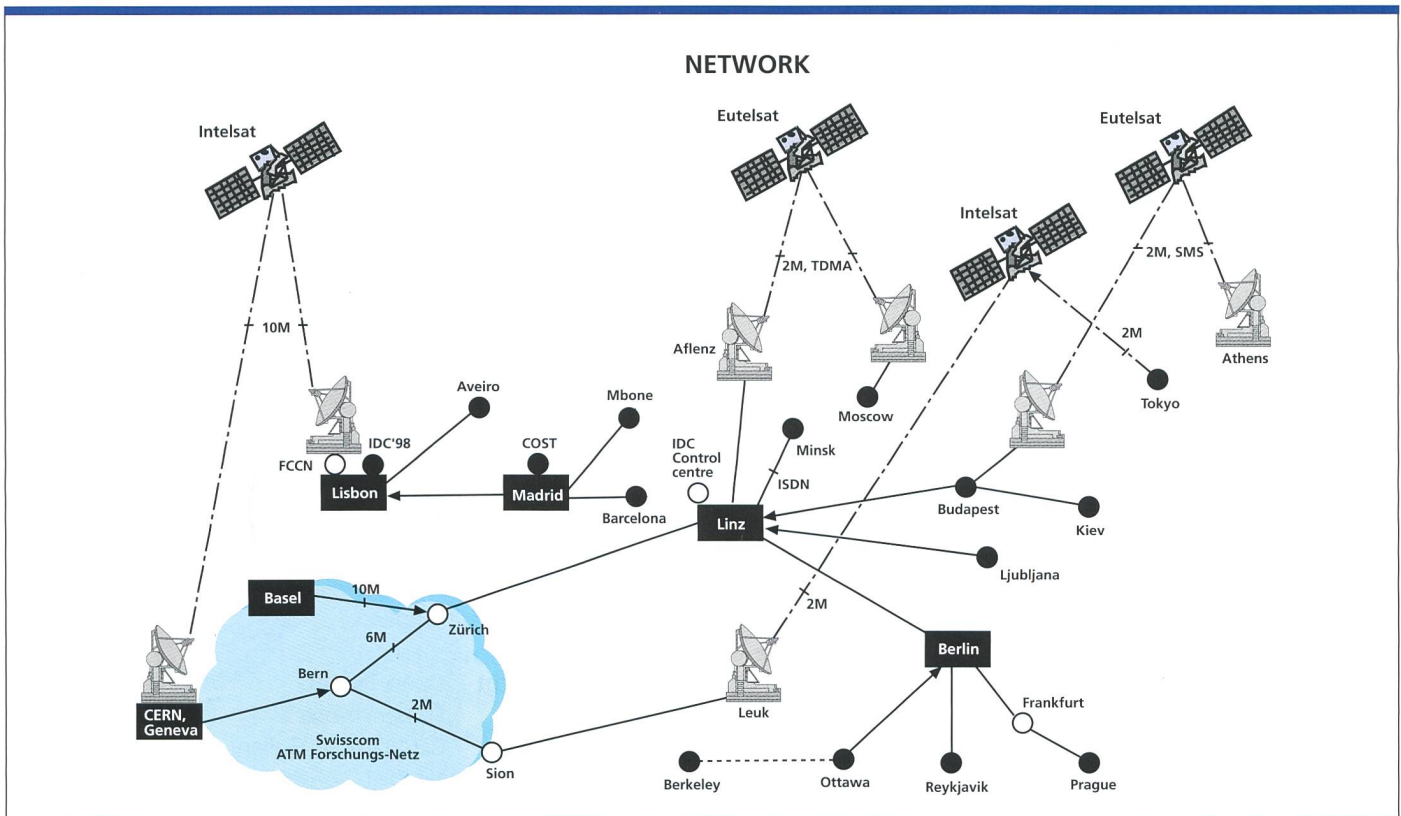 NETWORK
Intelsat
Eutelsat
Eutelsat
Intelsat
10M
2M, TDMA
2M, SMS
2M
Aflenz
Moscow
Athens
Tokyo
Aveiro
Mbone
FCCN
IDC'98
COST
Lisbon
Madrid
Barcelona
IDC
Control
centre
Minsk
ISDN
Linz
Budapest
Kiev
Ljubljana
2M
Basel
10M
Zürich
6M
Bern
2M
CERN,
Geneva
Swisscom
ATM Forschungs-Netz
Sion
Leuk
Berlin
Frankfurt
Berkeley
Ottawa
Reykjavik
Prague